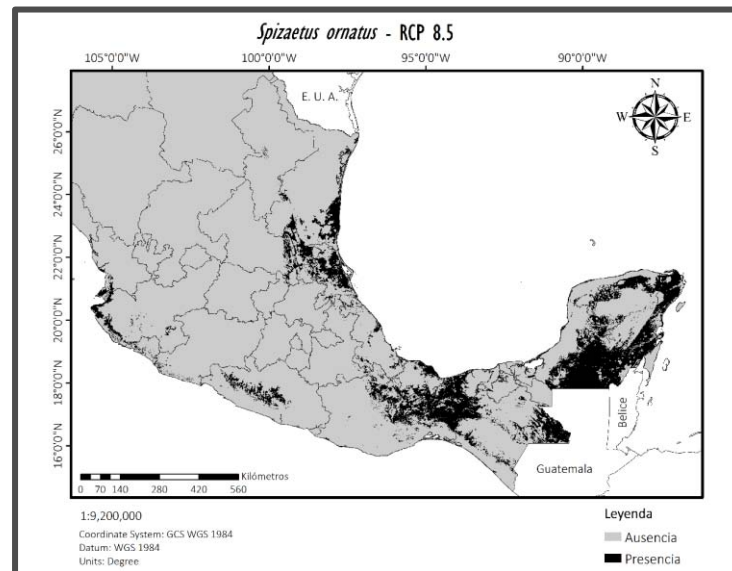 Spizaetus ornatus - RCP 8.5
105°0'0"W 100°0'0"W 95°0'0"W 90°0'0"W
E. U. A.
N
W E
S
26°0'0"N
24°0'0"N
22°0'0"N
20°0'0"N
18°0'0"N
16°0'0"N
Belice
Guatemala
Kilómetros
0 70 140 280 420 560
1:9,200,000
Coordinate System: GCS WGS 1984
Datum: WGS 1984
Units: Degree
Leyenda
Ausencia
Presencia